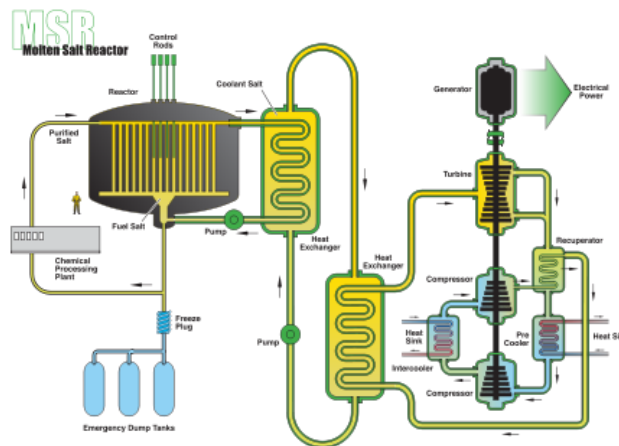 MSR
Molten Salt Reactor
Control
Rods
Reactor
Coolant Salt
Purified
Salt
Fuel Salt
Pump
Heat
Exchanger
Chemical
Processing
Plant
Freeze
Plug
Emergency Dump Tanks
Pump
Heat
Exchanger
Generator
Electrical
Power
Turbine
Recuperator
Compressor
Heat
Sink
Pre
Cooler
Heat Si
Intercooler
Compressor